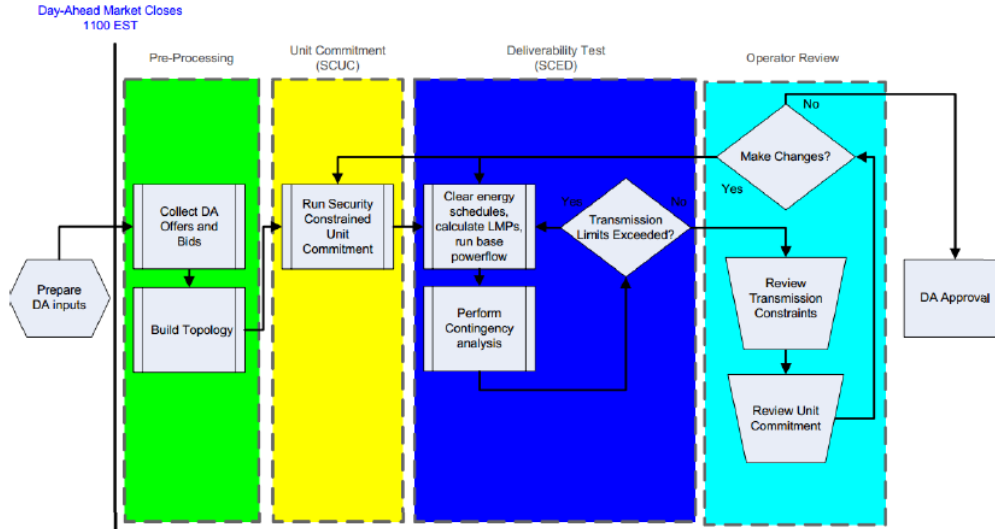 Day-Ahead Market Closes
1100 EST
Pre-Processing
Unit Commitment
(SCUC)
Deliverability Test
(SCED)
Operator Review
Prepare
DA inputs
Collect DA
Offers and
Bids
Build Topology
Run Security
Constrained
Unit
Commitment
Clear energy
schedules,
calculate LMPs,
run base
powerflow
Perform
Contingency
analysis
Yes
No
Transmission
Limits Exceeded?
No
Make Changes?
Yes
Review
Transmission
Constraints
Review Unit
Commitment
DA Approval